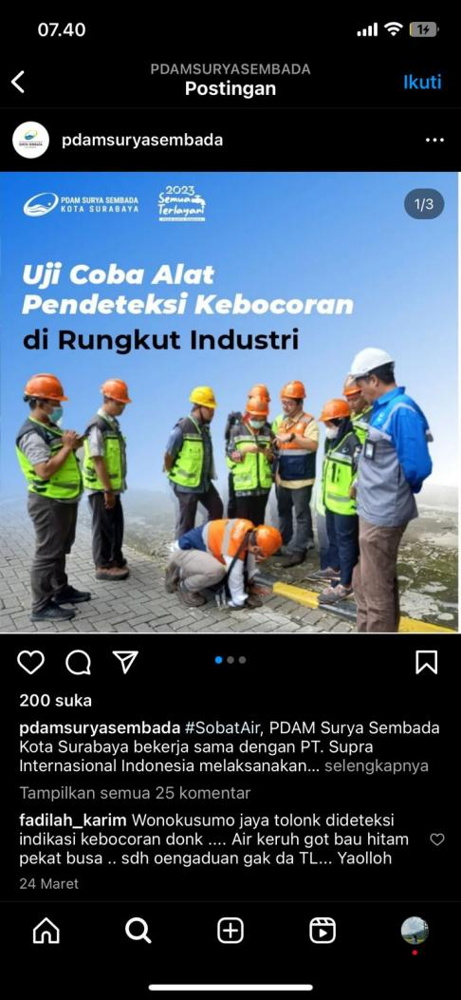 07.40
PDAMSURYASEMBADA
Postingan
Ikuti
pdamsuryasembada
PDAM SURYA SEMBADA
KOTA SURABAYA
2023
Semua
Terlayani
1/3
Uji Coba Alat
Pendeteksi Kebocoran
di Rungkut Industri
200 suka
pdamsuryasembada #SobatAir, PDAM Surya Sembada
Kota Surabaya bekerja sama dengan PT. Supra
Internasional Indonesia melaksanakan... selengkapnya
Tampilkan semua 25 komentar
fadilah_karim Wonokusumo jaya tolonk dideteksi
indikasi kebocoran donk .... Air keruh got bau hitam
pekat busa .. sdh oengaduan gak da TL... Yaolloh
24 Maret